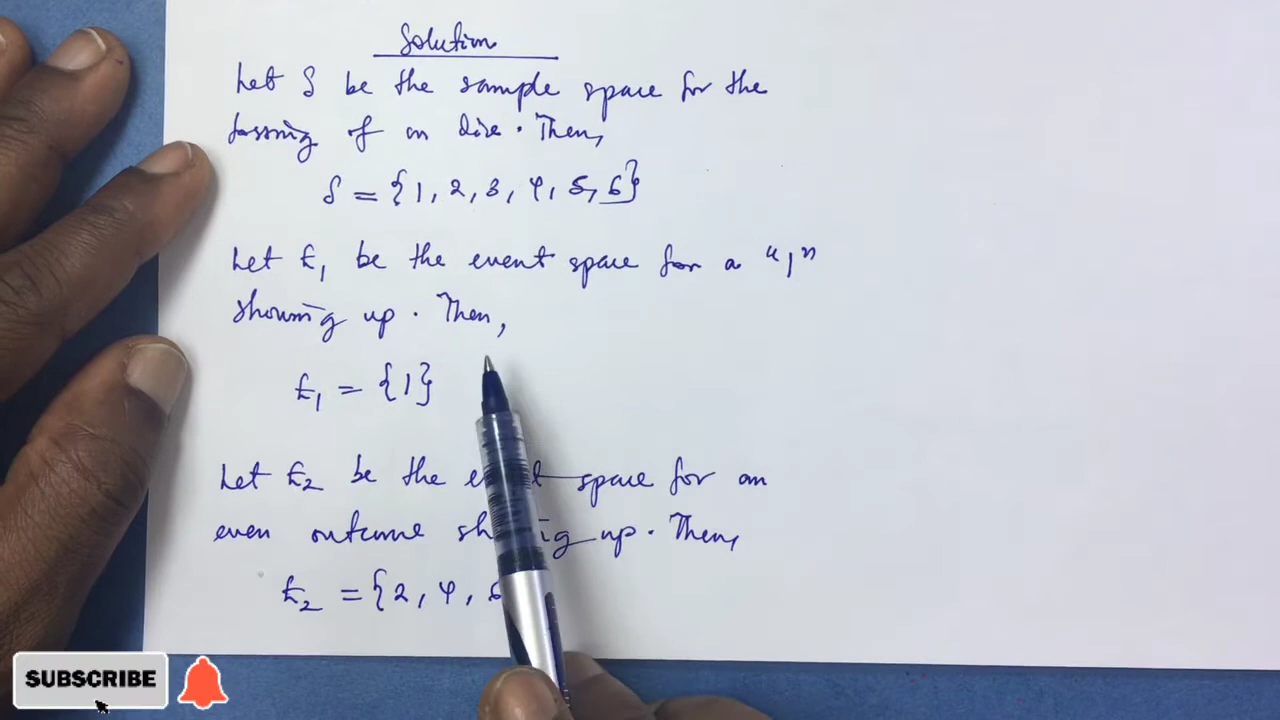 Solution
Let S be the sample space for the
tossing of an dice. Then,
S = {1, 2, 3, 4, 5, 6}
Let E1 be the event space for a "1"
showing up. Then,
E1 = {1}
Let E2 be the space for an
even outcome up. Then,
E2 = {2, 4, 6
SUBSCRIBE